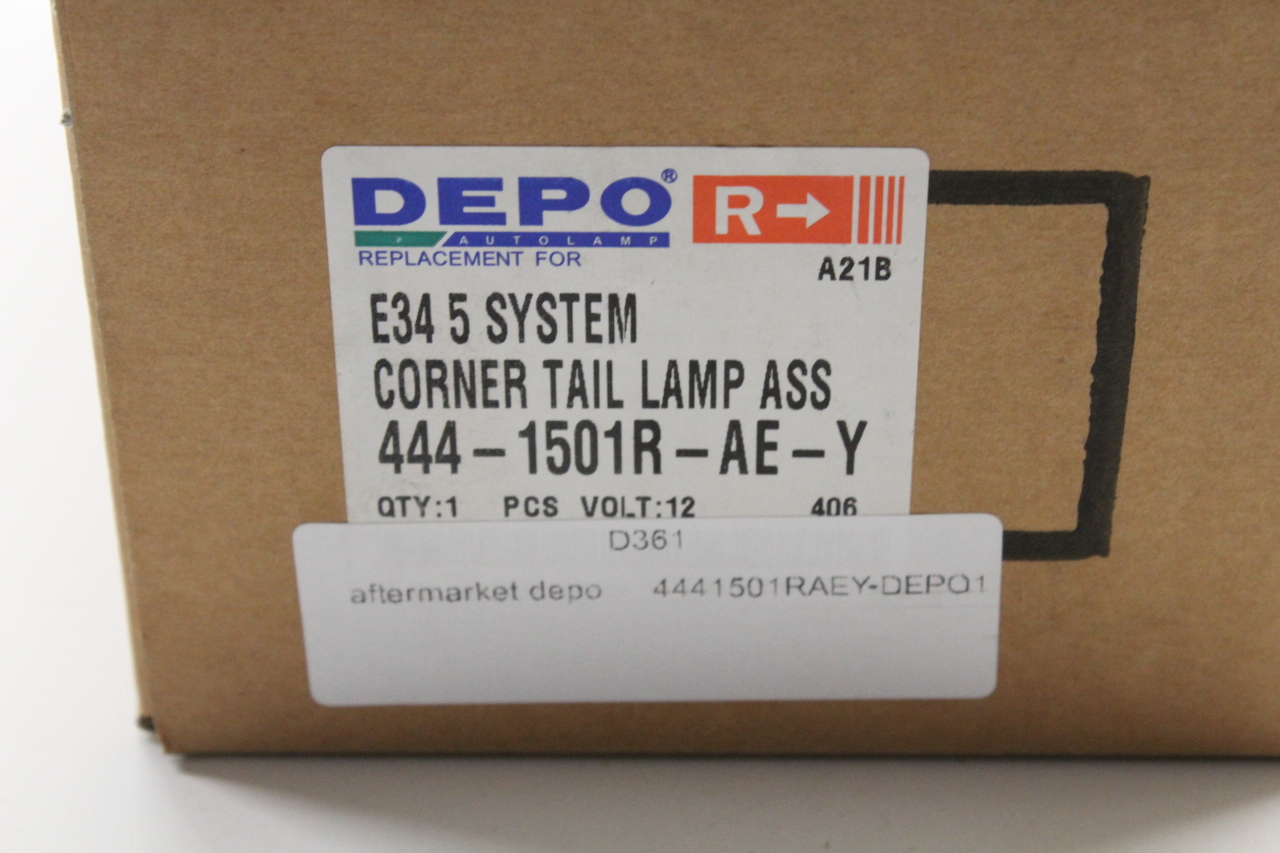 DEPO® R→
AUTOLAMP
REPLACEMENT FOR
A21B
E34 5 SYSTEM
CORNER TAIL LAMP ASS
444-1501R-AE-Y
QTY:1 PCS VOLT:12 406
D361
aftermarket depo 4441501RAEY-DEPO1